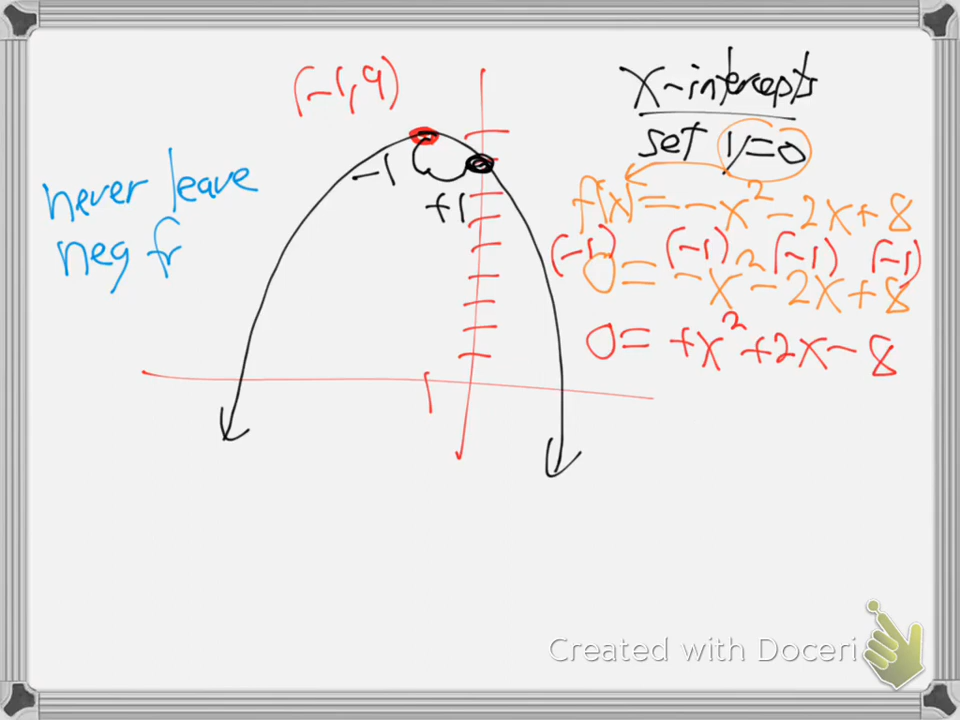 (-1,9)
-1
+1
never leave
neg fr
x-intercepts
set y=0
f(x)=-x²-2x+8
(-1) (-1) (-1) (-1)
0=-x²-2x+8
0=+x²+2x-8
Created with Doceri